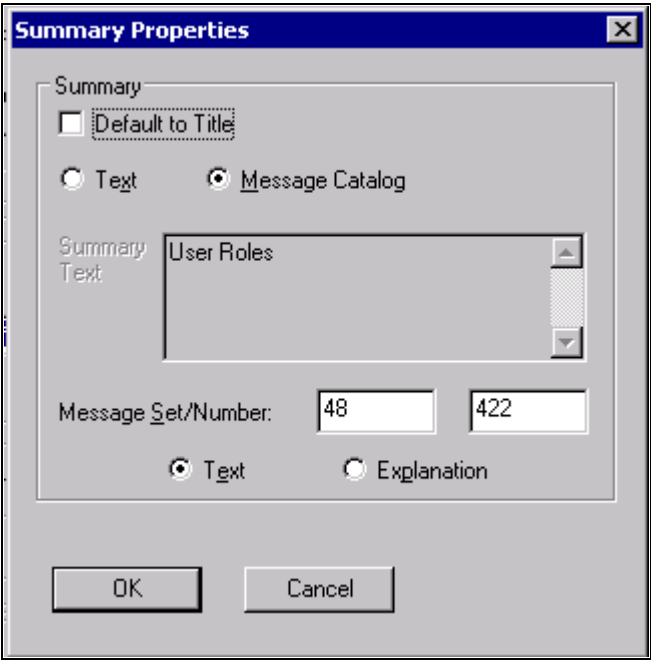 Summary Properties
Summary
Default to Title
Text Message Catalog
Summary
Text
User Roles
Message Set/Number: 48 422
Text Explanation
OK Cancel